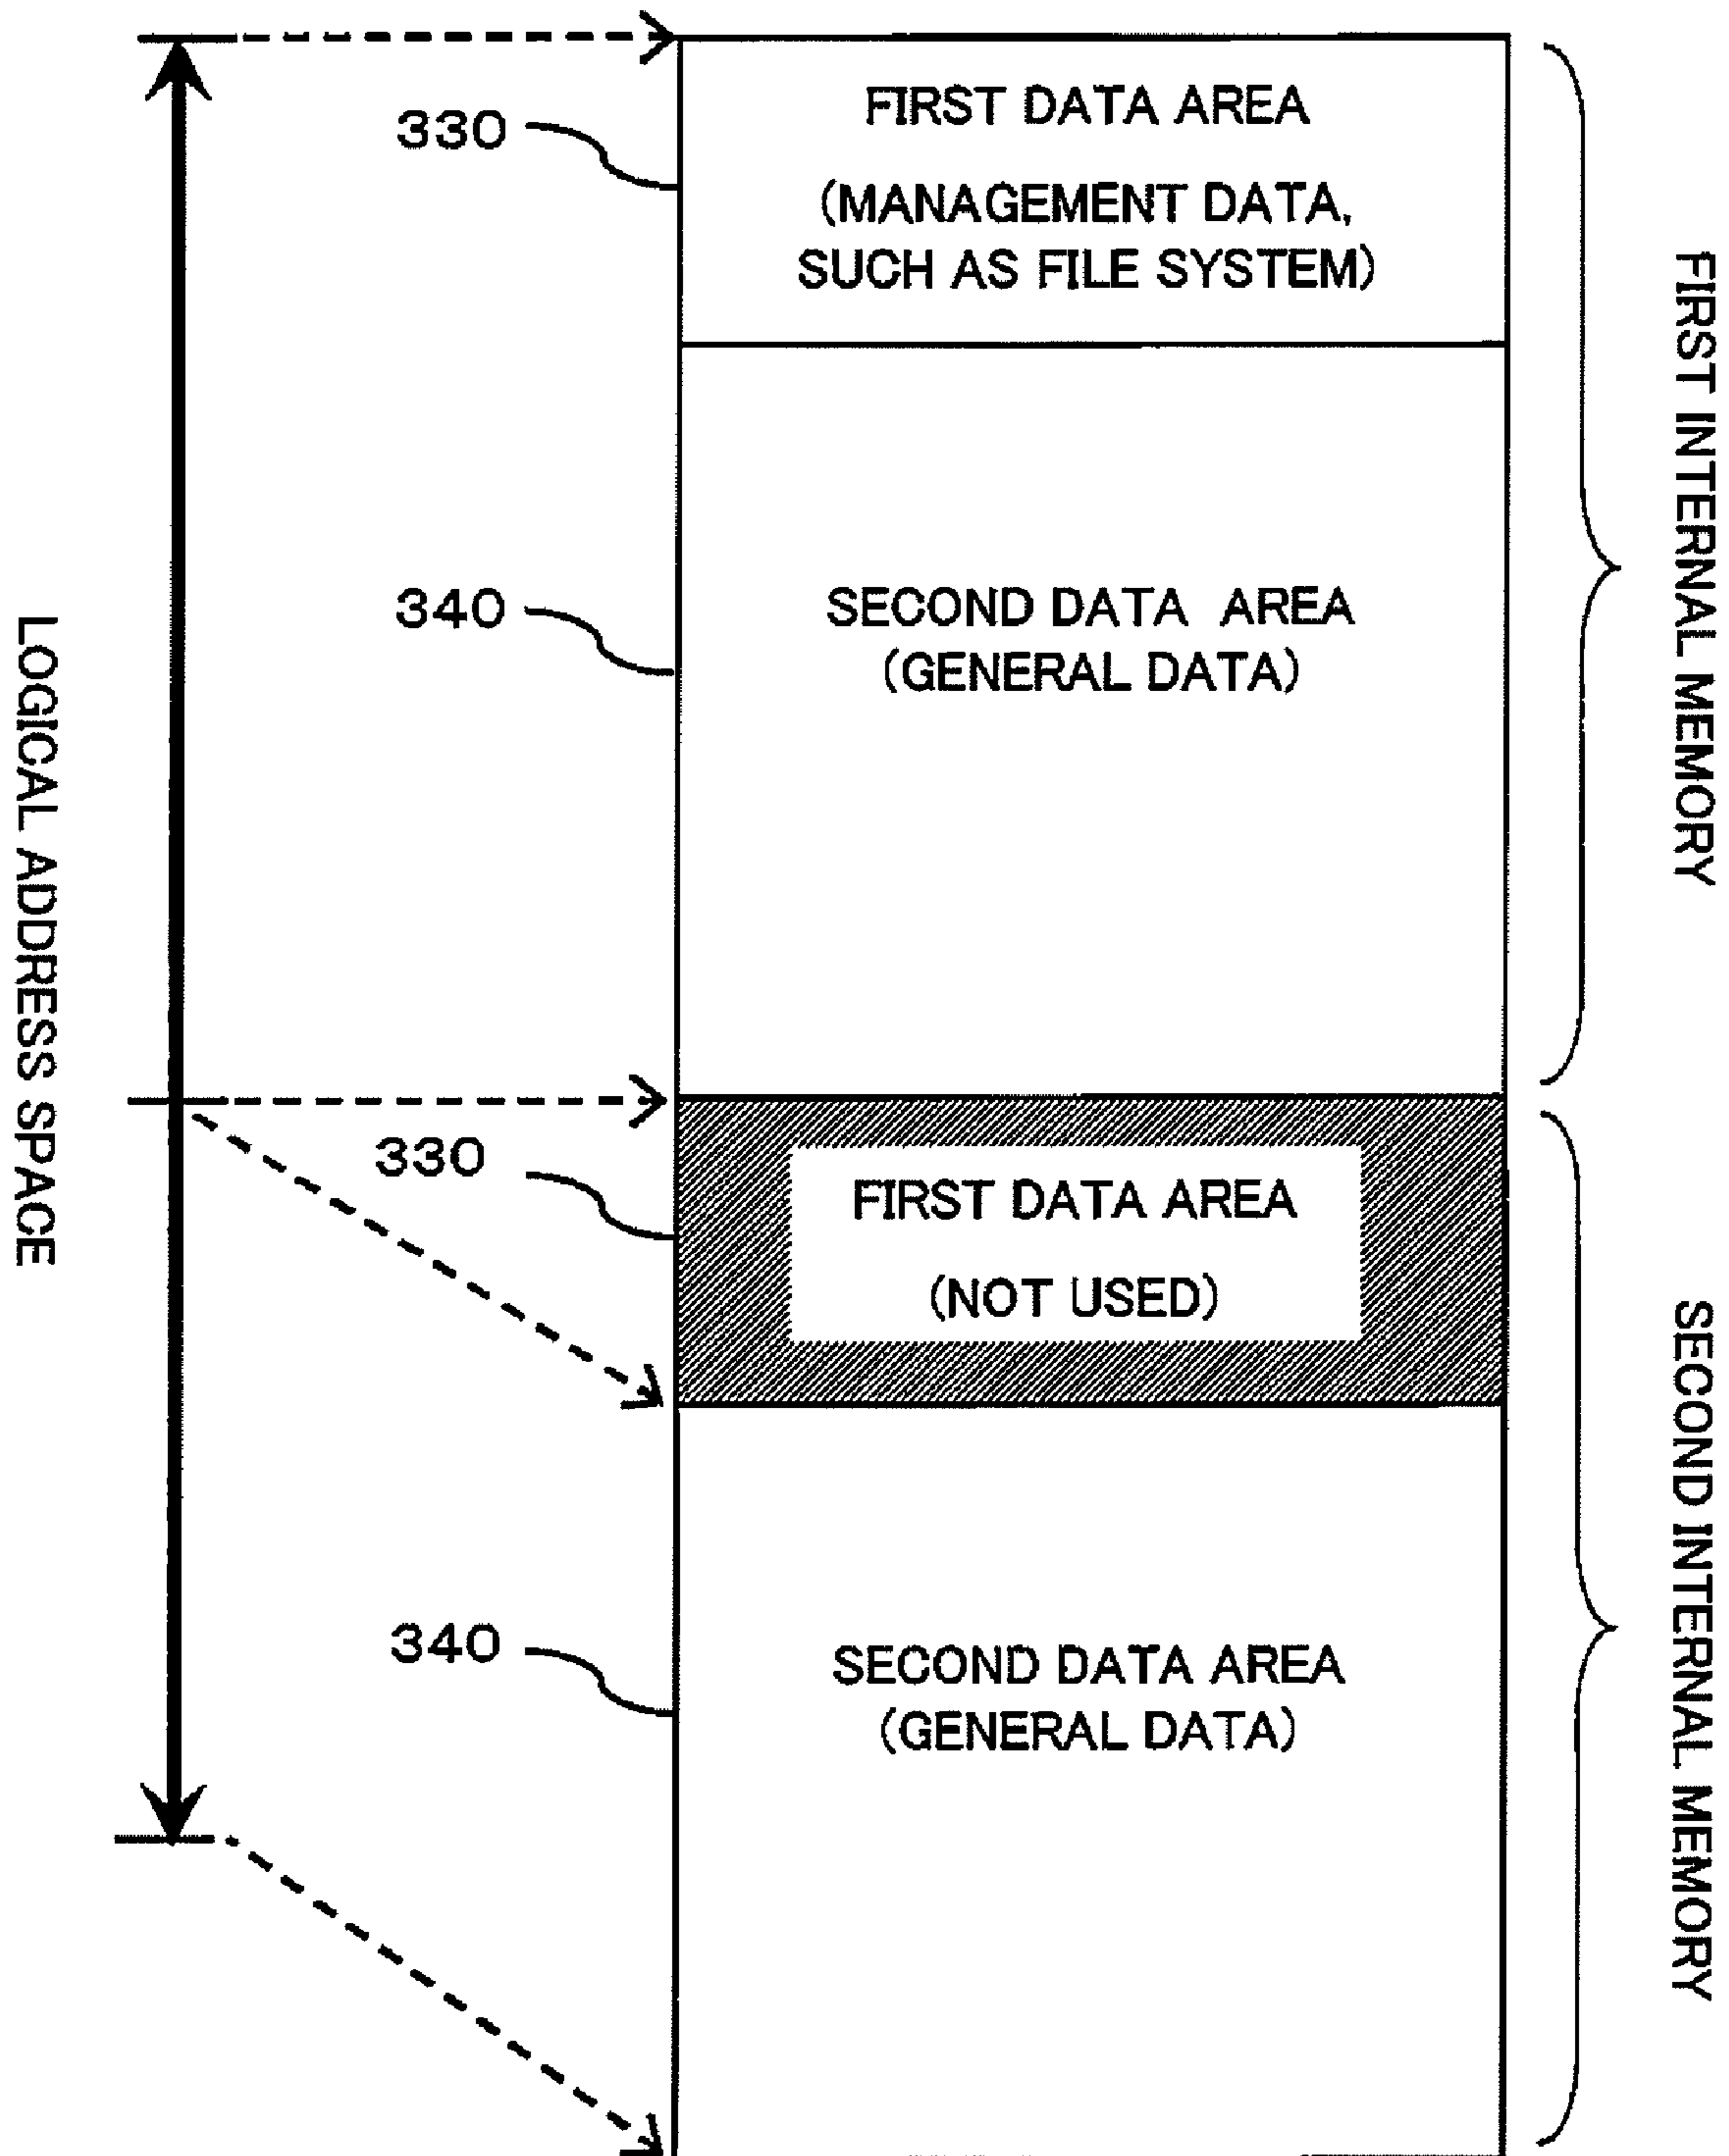 330
FIRST DATA AREA
(MANAGEMENT DATA,
SUCH AS FILE SYSTEM)
340
SECOND DATA AREA
(GENERAL DATA)
FIRST INTERNAL MEMORY
LOGICAL ADDRESS SPACE
330
FIRST DATA AREA
(NOT USED)
340
SECOND DATA AREA
(GENERAL DATA)
SECOND INTERNAL MEMORY